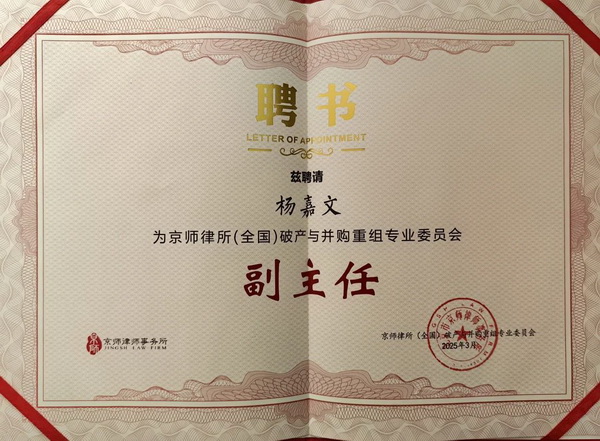 聘书
LETTER OF APPOINTMENT
兹聘请
杨嘉文
为京师律所(全国)破产与并购重组专业委员会
副主任
京师
京师律师事务所
JINGSH LAW FIRM
京师律所（全国）破产与并购重组专业委员会
2025年3月